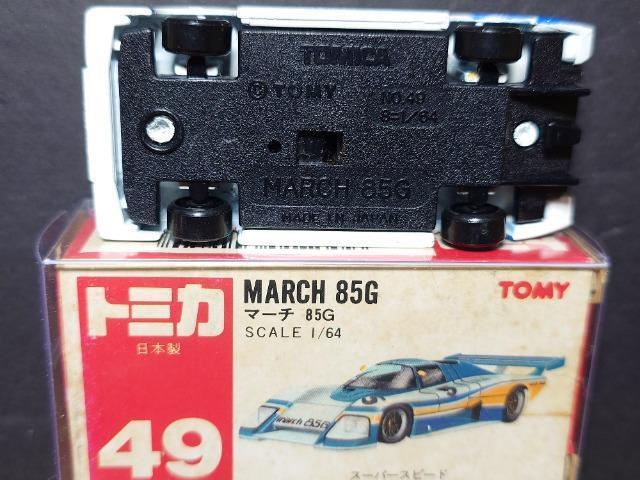 TOMICA
© TOMY
NO.49
S=1/64
MARCH 85G
MADE IN JAPAN
トミカ
日本製
49
MARCH 85G
マーチ 85G
SCALE 1/64
TOMY
march 85G
スーパースピード